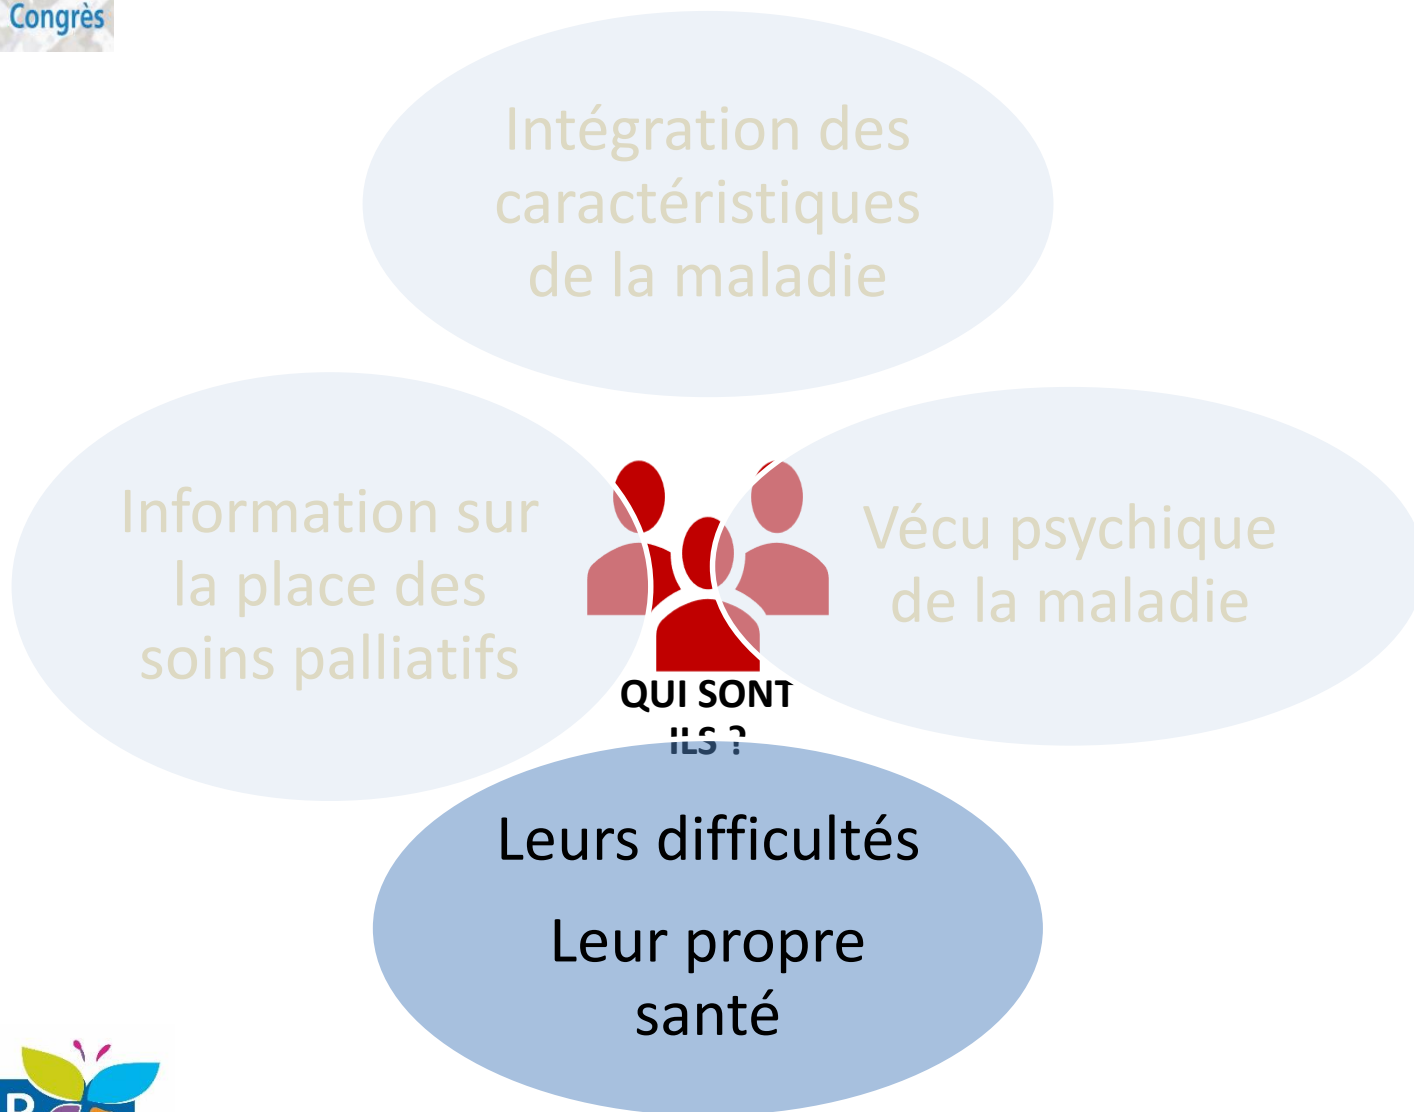 Congrès
Intégration des
caractéristiques
de la maladie
Information sur
la place des
soins palliatifs
Vécu psychique
de la maladie
QUI SONT
ILS ?
Leurs difficultés
Leur propre
santé